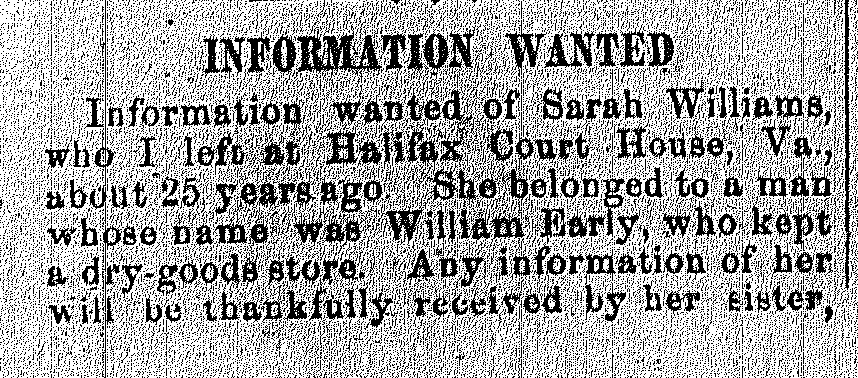 INFORMATION WANTED
Information wanted of Sarah Williams,
who I left at Halifax Court House, Va.,
about 25 years ago. She belonged to a man
whose name was William Early, who kept
a dry-goods store. Any information of her
will be thankfully received by her sister,